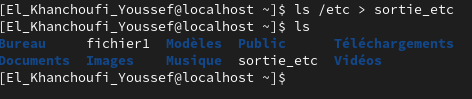 [El_Khanchoufi_Youssef@localhost ~]$ ls /etc > sortie_etc
[El_Khanchoufi_Youssef@localhost ~]$ ls
Bureau fichier1 Modèles Public Téléchargements
Documents Images Musique sortie_etc Vidéos
[El_Khanchoufi_Youssef@localhost ~]$